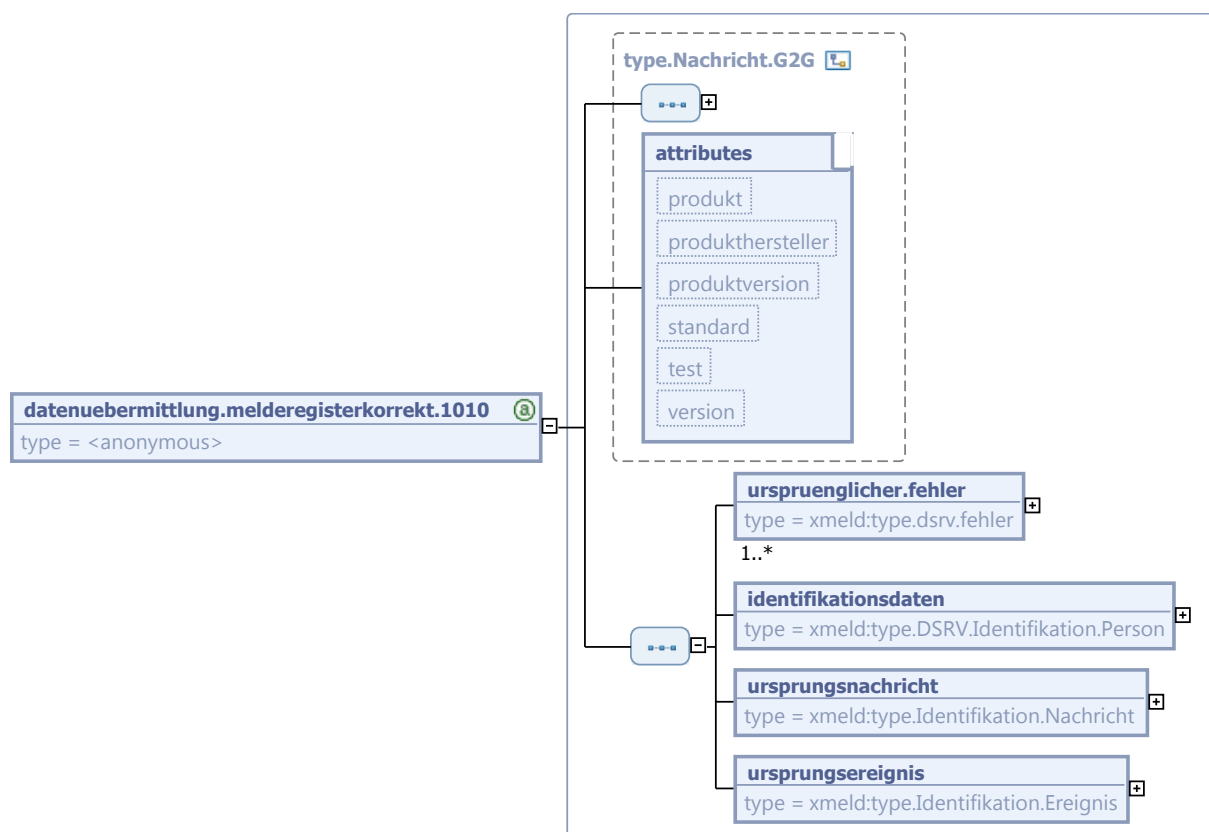 type.Nachricht.G2G
attributes
produkt
produkthersteller
produktversion
standard
test
version
datenuebermittlung.melderegisterkorrekt.1010
type = <anonymous>
urspruenglicher.fehler
type = xmeld:type.dsrv.fehler
1..*
identifikationsdaten
type = xmeld:type.DSRV.Identifikation.Person
ursprungsnachricht
type = xmeld:type.Identifikation.Nachricht
ursprungsereignis
type = xmeld:type.Identifikation.Ereignis